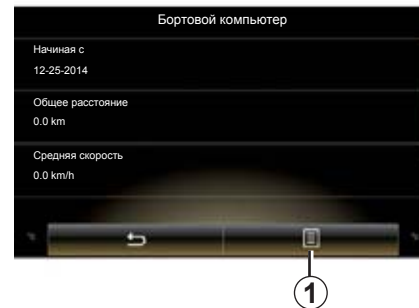 Бортовой компьютер
Начиная с
12-25-2014
Общее расстояние
0.0 km
Средняя скорость
0.0 km/h
1